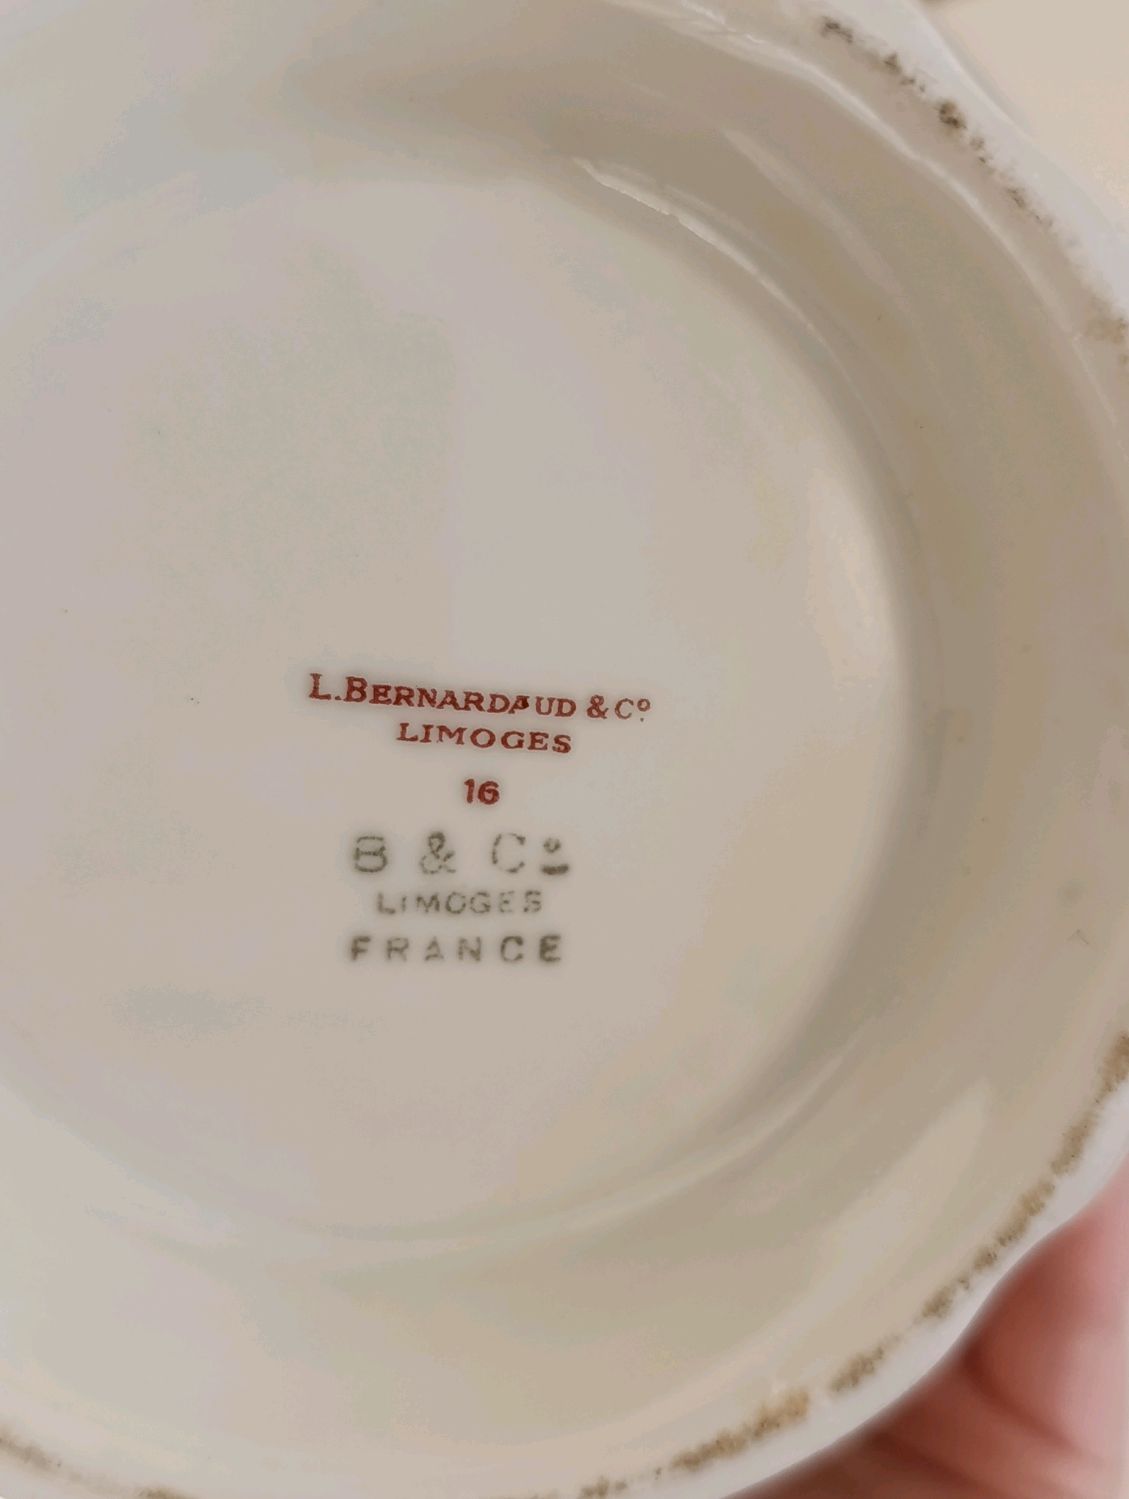 L. BERNARDAUD & Cº
LIMOGES
16
B & Cº
LIMOGES
FRANCE